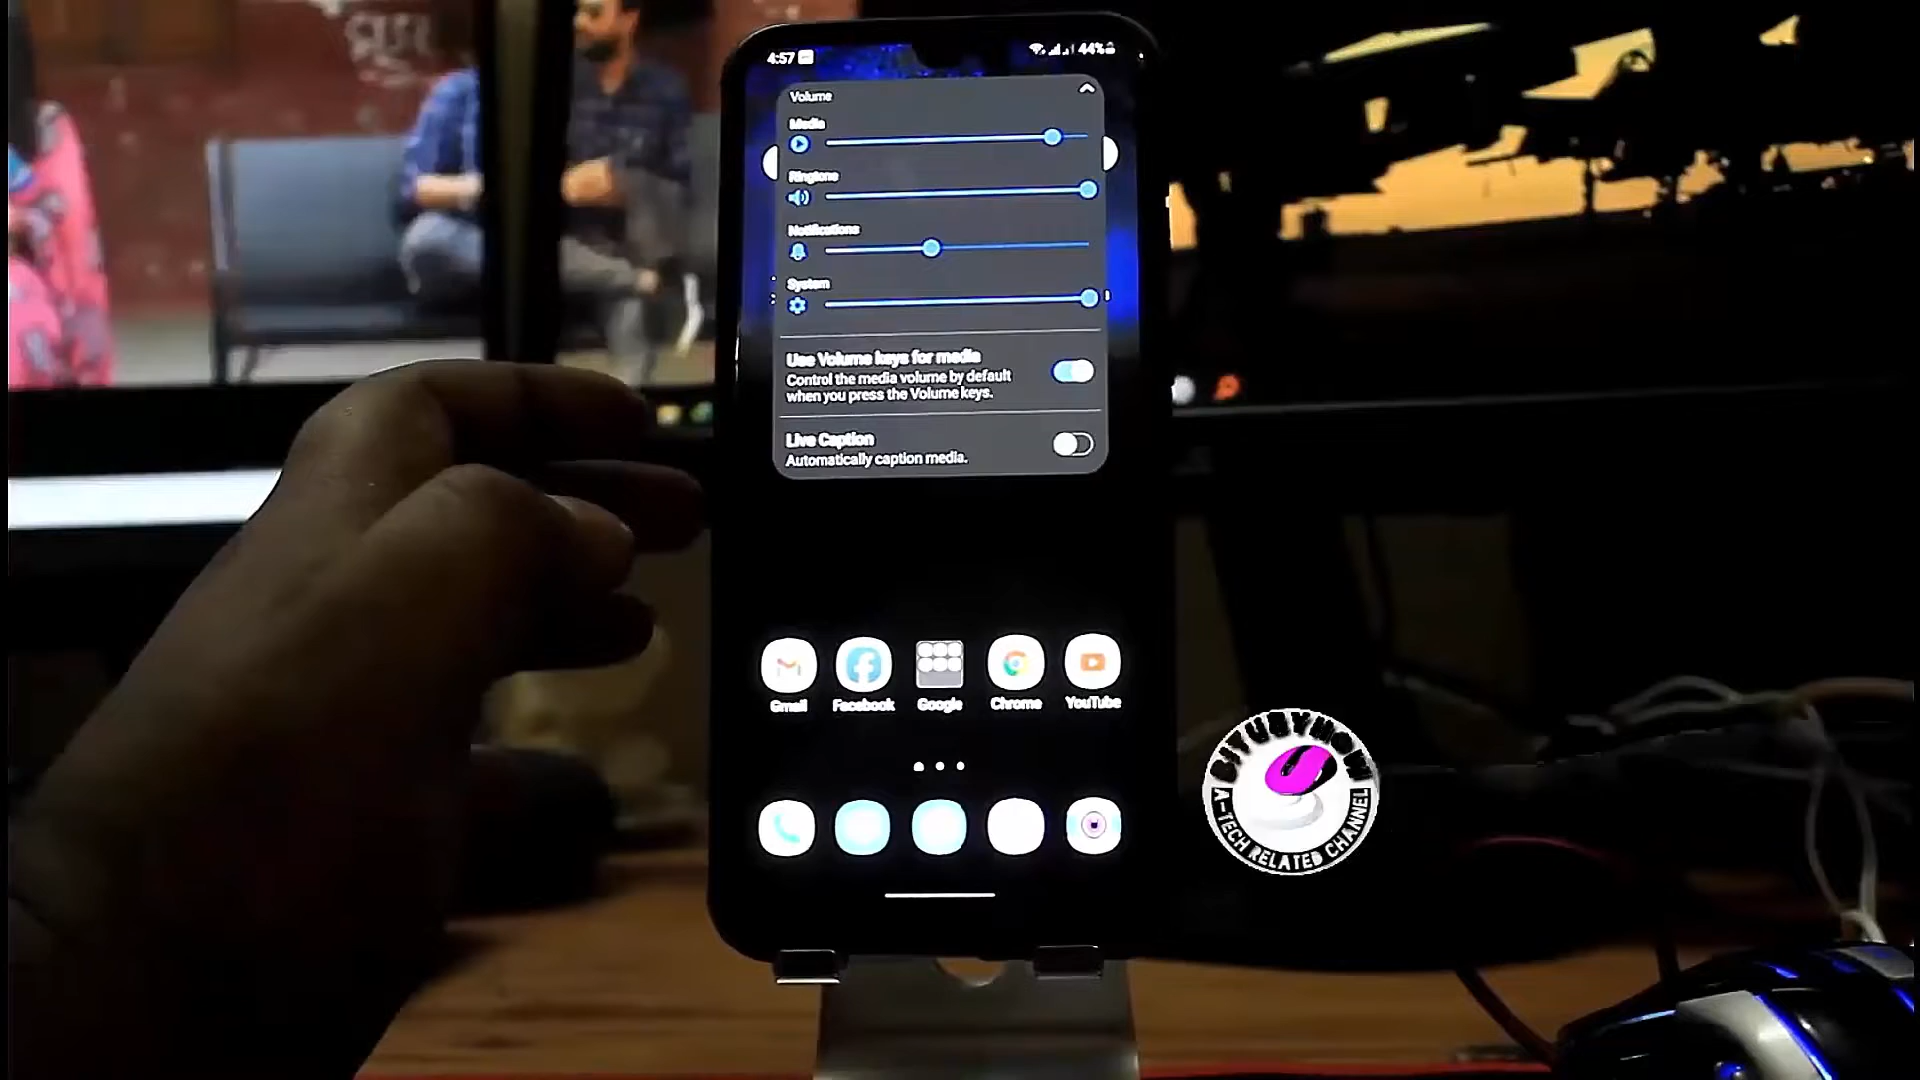 4:57
44%
Volume
Media
Ringtone
Notifications
System
Use Volume keys for media
Control the media volume by default
when you press the Volume keys.
Live Caption
Automatically caption media.
Gmail
Facebook
Google
Chrome
YouTube
A-TECH RELATED CHANNEL